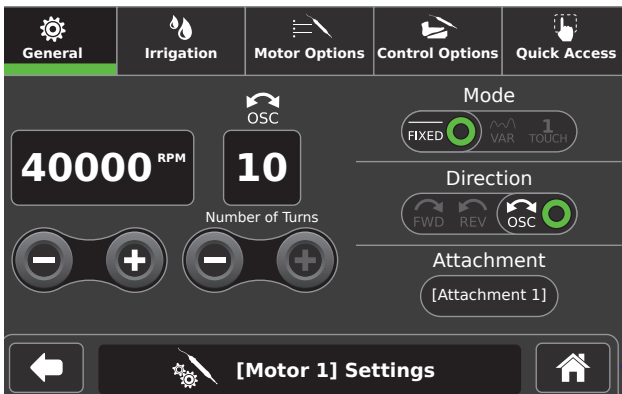 General Irrigation Motor Options Control Options Quick Access
OSC
40000 RPM 10
Number of Turns
Mode
FIXED VAR 1 TOUCH
Direction
FWD REV OSC
Attachment
[Attachment 1]
[Motor 1] Settings